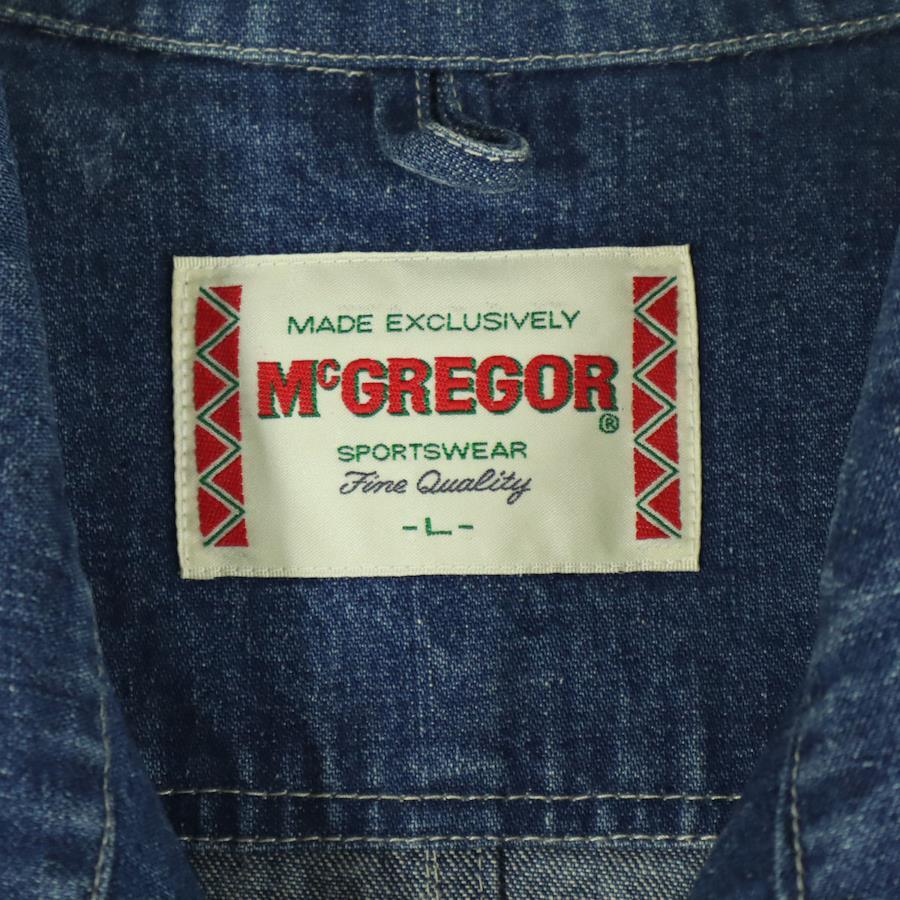 MADE EXCLUSIVELY
McGREGOR®
SPORTSWEAR
Fine Quality
-L-